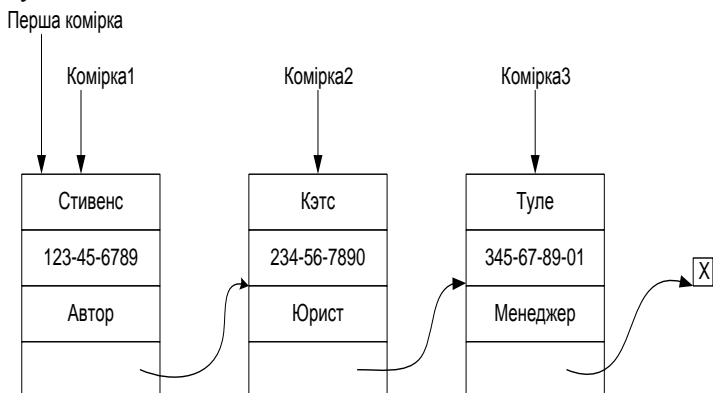 Перша комірка
Комірка1 Комірка2 Комірка3
Стивенс Кэтс Туле
123-45-6789 234-56-7890 345-67-89-01
X
Автор Юрист Менеджер